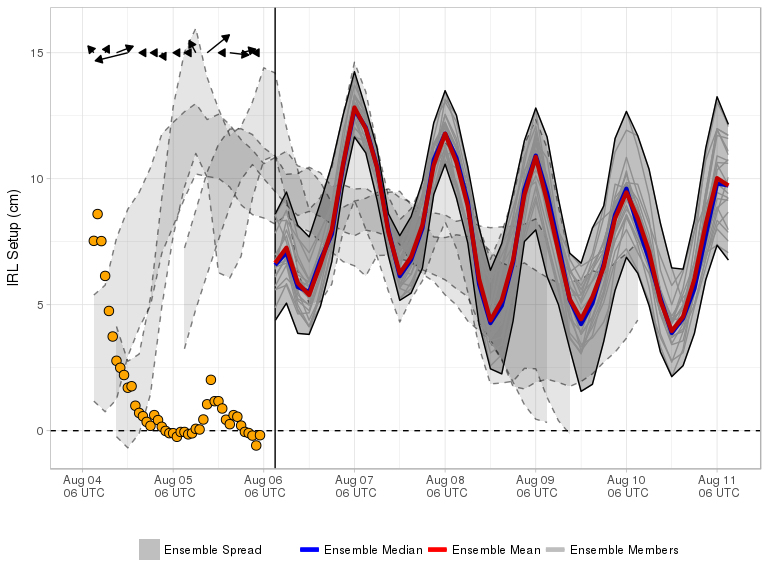 IRL Setup (cm)
15
10
5
0
Aug 04 Aug 05 Aug 06 Aug 07 Aug 08 Aug 09 Aug 10 Aug 11
06 UTC 06 UTC 06 UTC 06 UTC 06 UTC 06 UTC 06 UTC 06 UTC
Ensemble Spread Ensemble Median Ensemble Mean Ensemble Members